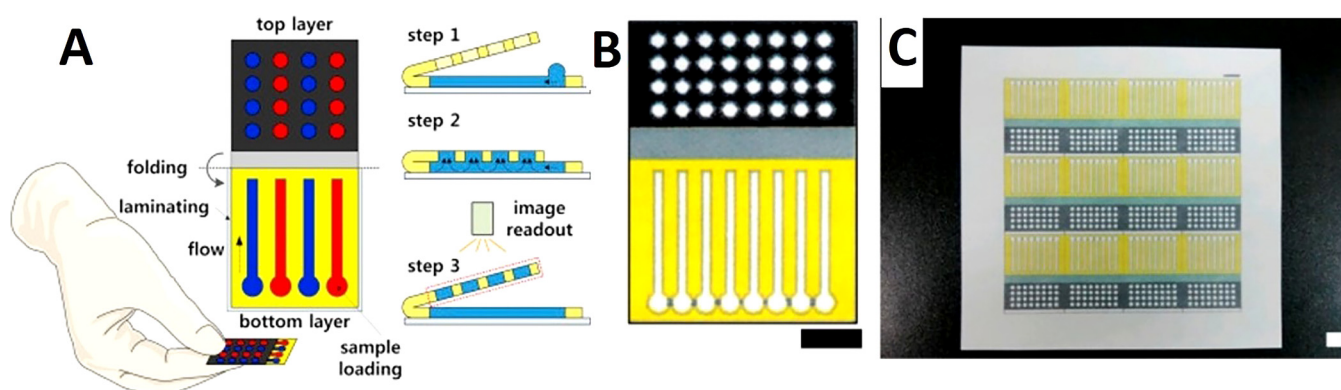 A
top layer
folding
laminating
flow
bottom layer
sample
loading
step 1
step 2
image
readout
step 3
B
C